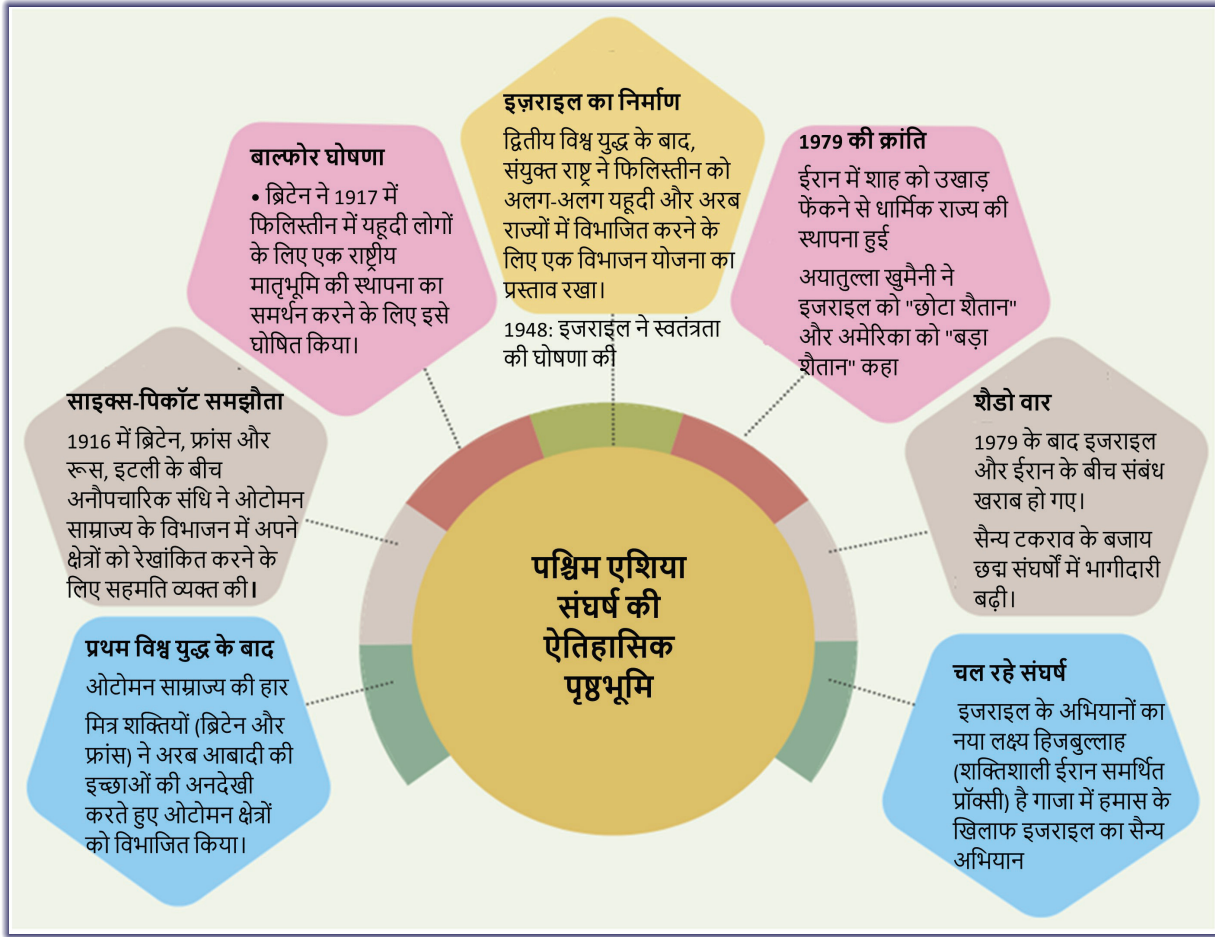 इज़राइल का निर्माण
द्वितीय विश्व युद्ध के बाद,
संयुक्त राष्ट्र ने फिलिस्तीन को
अलग-अलग यहूदी और अरब
राज्यों में विभाजित करने के
लिए एक विभाजन योजना का
प्रस्ताव रखा।
1948: इजराईल ने स्वतंत्रता
की घोषणा की
बाल्फोर घोषणा
• ब्रिटेन ने 1917 में
फिलिस्तीन में यहूदी लोगों
के लिए एक राष्ट्रीय
मातृभूमि की स्थापना का
समर्थन करने के लिए इसे
घोषित किया।
1979 की क्रांति
ईरान में शाह को उखाड़
फेंकने से धार्मिक राज्य की
स्थापना हुई
अयातुल्ला खुमैनी ने
इजराइल को "छोटा शैतान"
और अमेरिका को "बड़ा
शैतान" कहा
साइक्स-पिकॉट समझौता
1916 में ब्रिटेन, फ्रांस और
रूस, इटली के बीच
अनौपचारिक संधि ने ओटोमन
साम्राज्य के विभाजन में अपने
क्षेत्रों को रेखांकित करने के
लिए सहमति व्यक्त की।
शैडो वार
1979 के बाद इजराइल
और ईरान के बीच संबंध
खराब हो गए।
सैन्य टकराव के बजाय
छद्म संघर्षों में भागीदारी
बढ़ी।
पश्चिम एशिया
संघर्ष की
ऐतिहासिक
पृष्ठभूमि
प्रथम विश्व युद्ध के बाद
ओटोमन साम्राज्य की हार
मित्र शक्तियों (ब्रिटेन और
फ्रांस) ने अरब आबादी की
इच्छाओं की अनदेखी
करते हुए ओटोमन क्षेत्रों
को विभाजित किया।
चल रहे संघर्ष
इजराइल के अभियानों का
नया लक्ष्य हिजबुल्लाह
(शक्तिशाली ईरान समर्थित
प्रॉक्सी) है गाजा में हमास के
खिलाफ इजराइल का सैन्य
अभियान